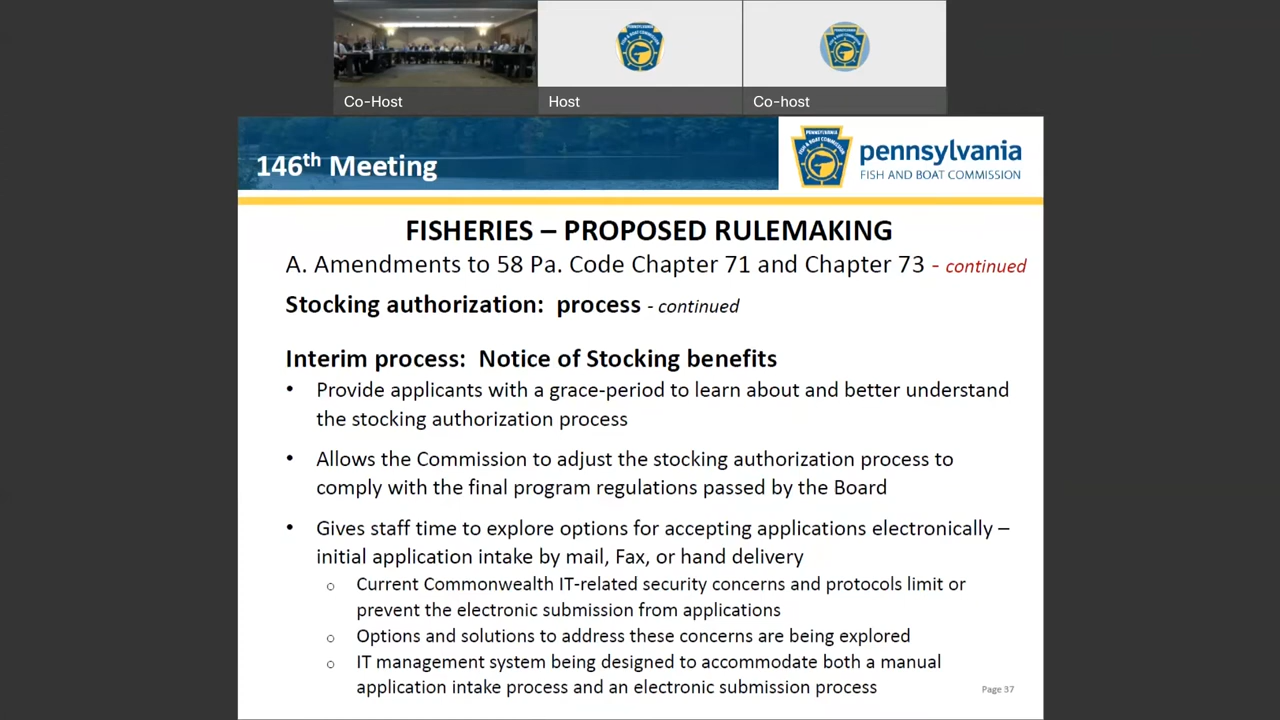 Co-Host
Host
Co-host
146th Meeting
PENNSYLVANIA
FISH & BOAT COMMISSION
pennsylvania
FISH AND BOAT COMMISSION
FISHERIES – PROPOSED RULEMAKING
A. Amendments to 58 Pa. Code Chapter 71 and Chapter 73 - continued
Stocking authorization: process - continued
Interim process: Notice of Stocking benefits
• Provide applicants with a grace-period to learn about and better understand
the stocking authorization process
• Allows the Commission to adjust the stocking authorization process to
comply with the final program regulations passed by the Board
• Gives staff time to explore options for accepting applications electronically –
initial application intake by mail, Fax, or hand delivery
o Current Commonwealth IT-related security concerns and protocols limit or
prevent the electronic submission from applications
o Options and solutions to address these concerns are being explored
o IT management system being designed to accommodate both a manual
application intake process and an electronic submission process
Page 37